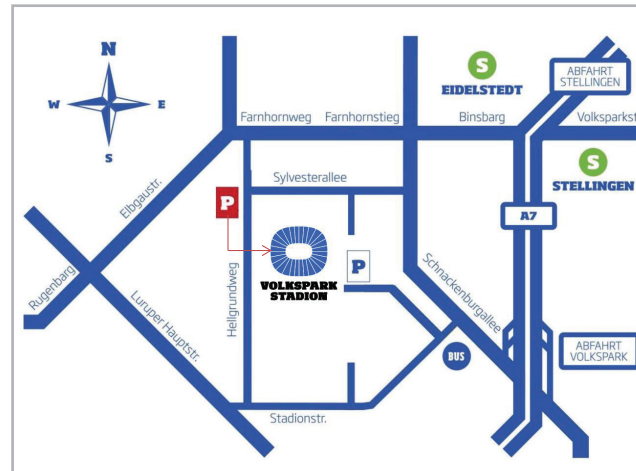 N
W
E
S
S
EIDELSTEDT
ABFAHRT
STELLINGEN
Farnhornweg
Farnhornstieg
Binsbarg
Volksparkst
S
STELLINGEN
Sylvesterallee
Elbgaustr.
P
A7
P
VOLKSPARK
STADION
Hellgrundweg
Schnackenburgallee
Rugenbarg
Luruper Hauptstr.
BUS
ABFAHRT
VOLKSPARK
Stadionstr.